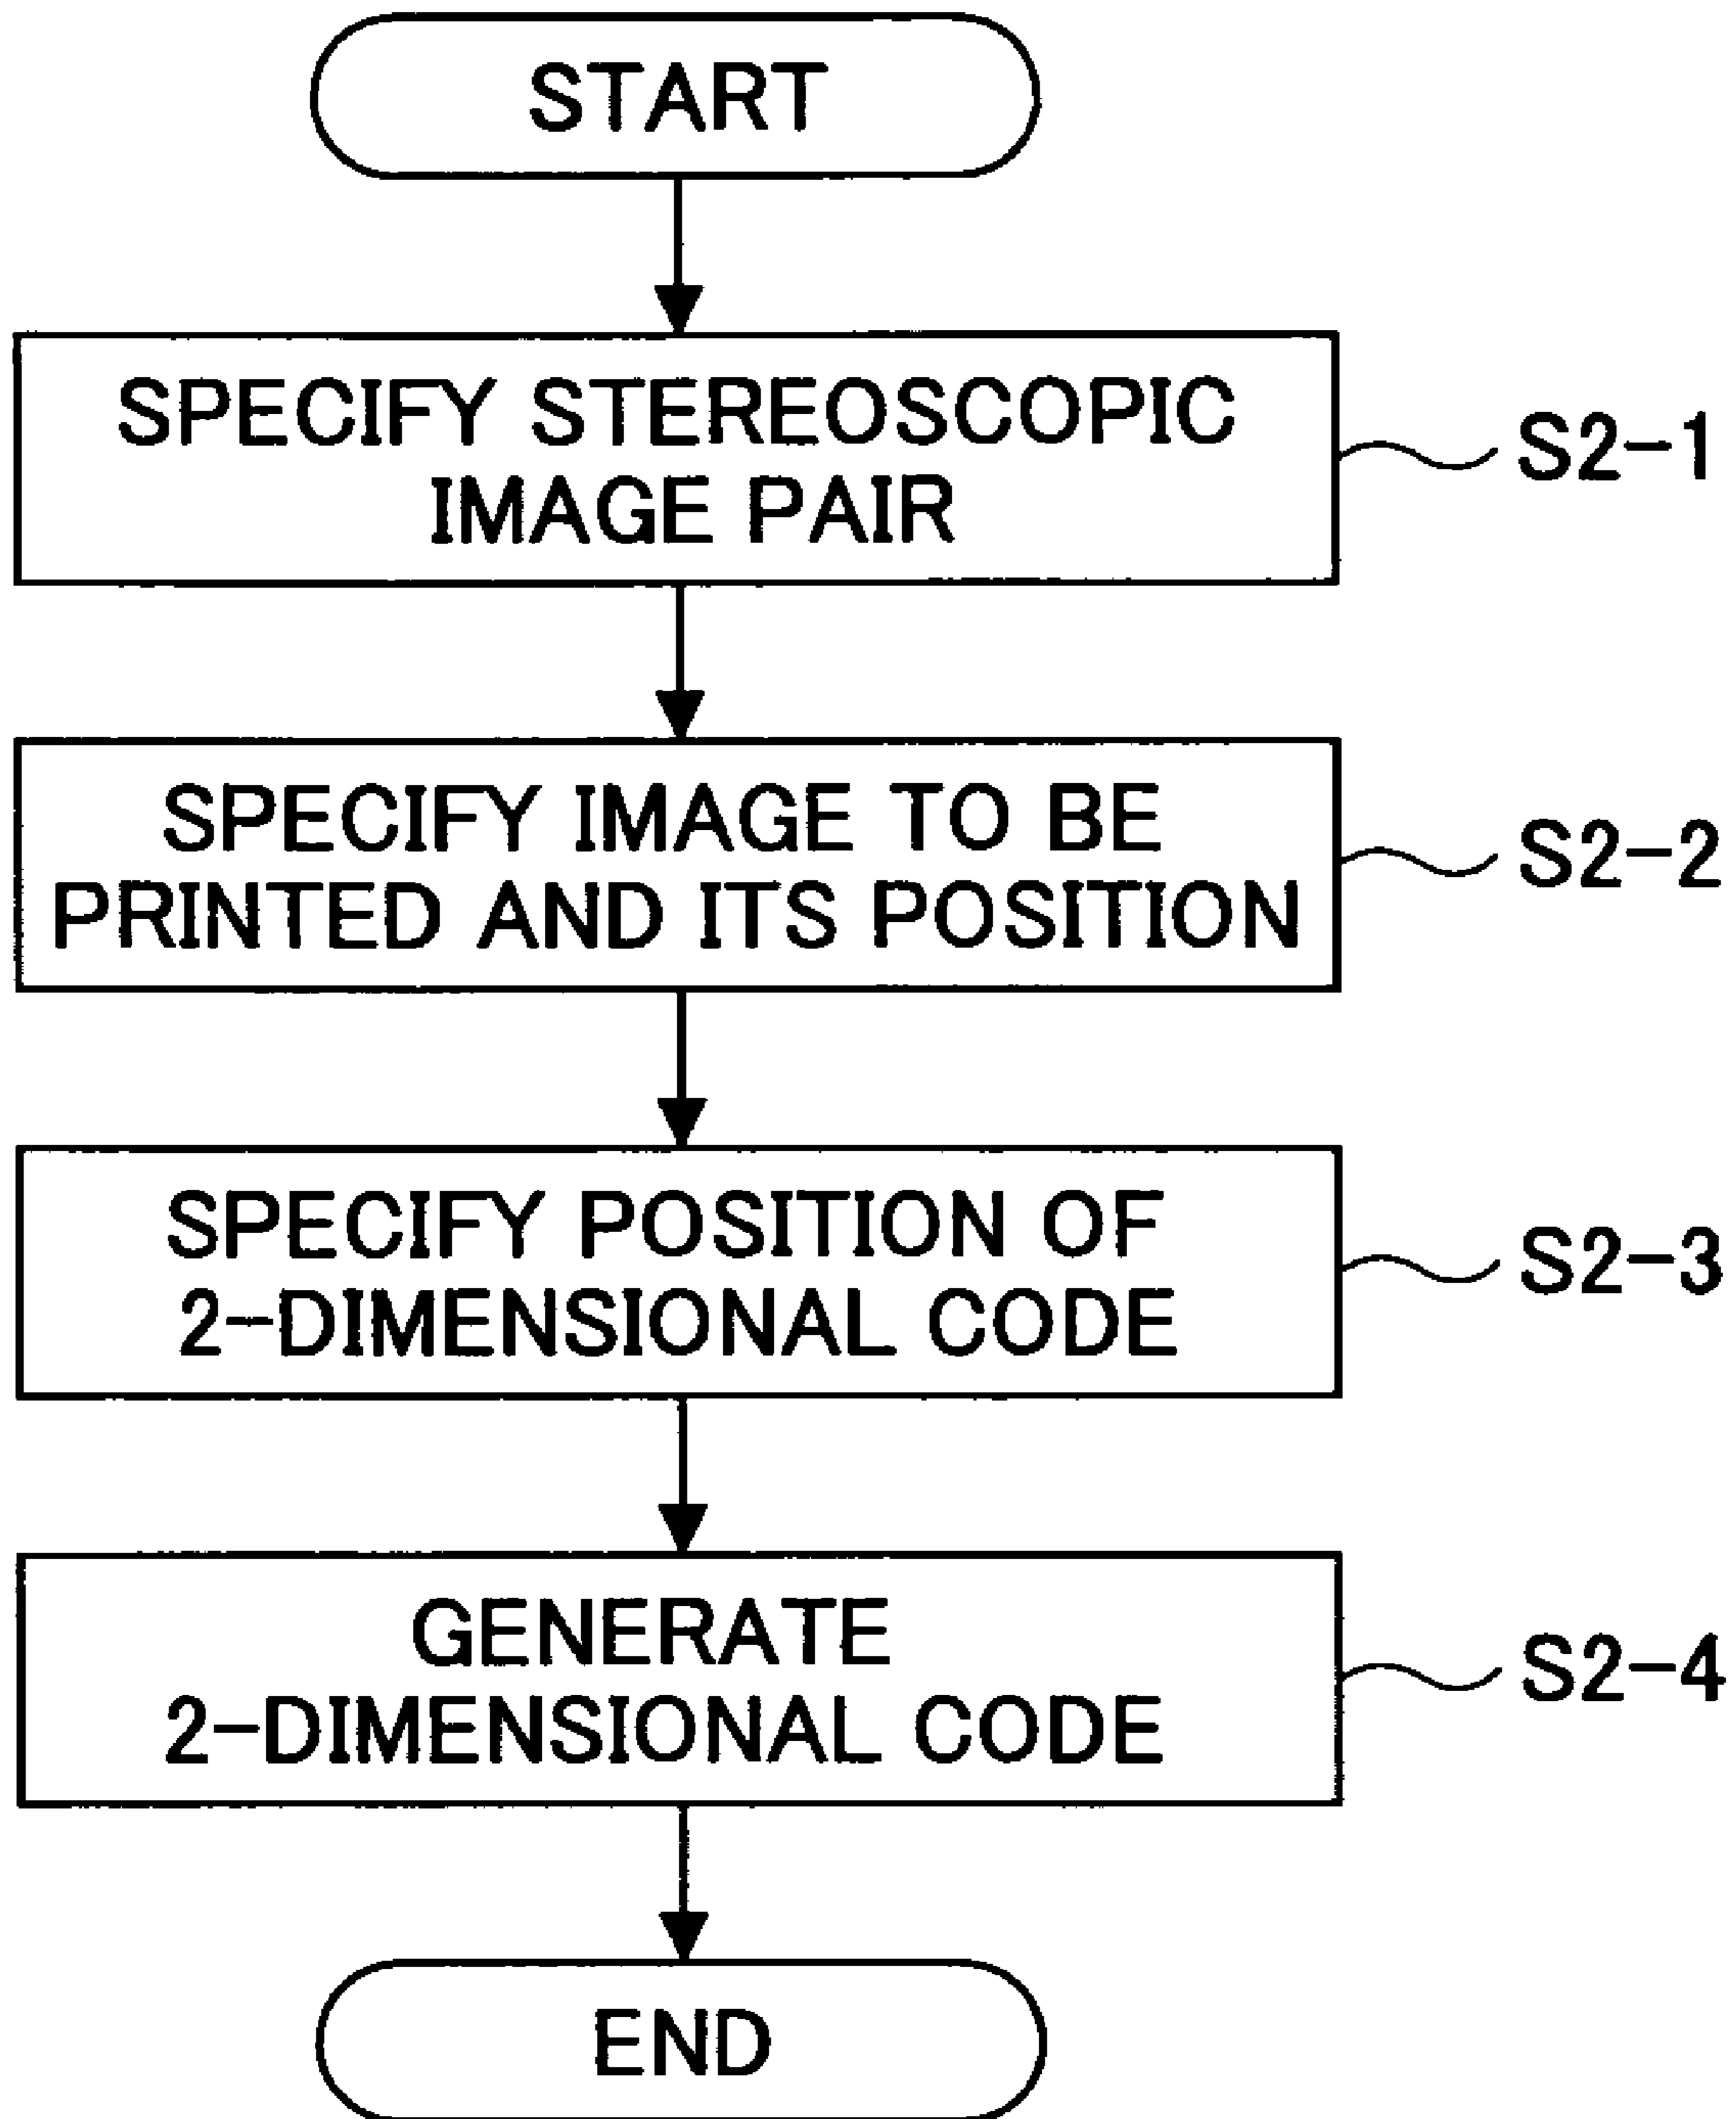 START
SPECIFY STEREOSCOPIC
IMAGE PAIR
S2-1
SPECIFY IMAGE TO BE
PRINTED AND ITS POSITION
S2-2
SPECIFY POSITION OF
2-DIMENSIONAL CODE
S2-3
GENERATE
2-DIMENSIONAL CODE
S2-4
END